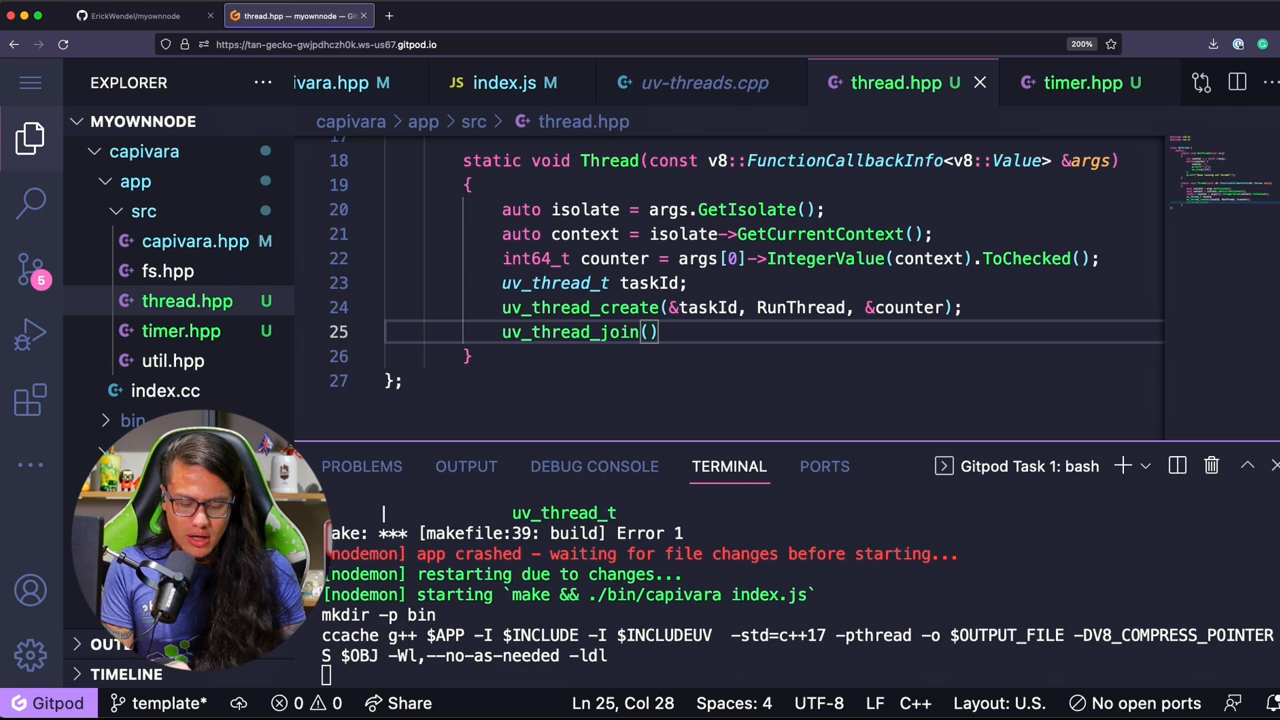 ErickWendel/myownnode
thread.hpp — myownnode — Git
https://tan-gecko-gwjpdhczh0k.ws-us67.gitpod.io
200%
EXPLORER
ivara.hpp M
JS index.js M
uv-threads.cpp
thread.hpp U
timer.hpp U
MYOWNNODE
capivara
app
src
capivara.hpp M
fs.hpp
thread.hpp U
timer.hpp U
util.hpp
index.cc
bin
5
OUT
TIMELINE
capivara > app > src > thread.hpp
17
18 static void Thread(const v8::FunctionCallbackInfo<v8::Value> &args)
19 {
20 auto isolate = args.GetIsolate();
21 auto context = isolate->GetCurrentContext();
22 int64_t counter = args[0]->IntegerValue(context).ToChecked();
23 uv_thread_t taskId;
24 uv_thread_create(&taskId, RunThread, &counter);
25 uv_thread_join()
26 }
27 };
PROBLEMS OUTPUT DEBUG CONSOLE TERMINAL PORTS
Gitpod Task 1: bash
| uv_thread_t
ake: *** [makefile:39: build] Error 1
nodemon] app crashed – waiting for file changes before starting...
[nodemon] restarting due to changes...
[nodemon] starting `make && ./bin/capivara index.js`
mkdir -p bin
ccache g++ $APP -I $INCLUDE -I $INCLUDEUV -std=c++17 -pthread -o $OUTPUT_FILE -DV8_COMPRESS_POINTER
S $OBJ -Wl,--no-as-needed -ldl
Gitpod template* 0 0 Share Ln 25, Col 28 Spaces: 4 UTF-8 LF C++ Layout: U.S. No open ports